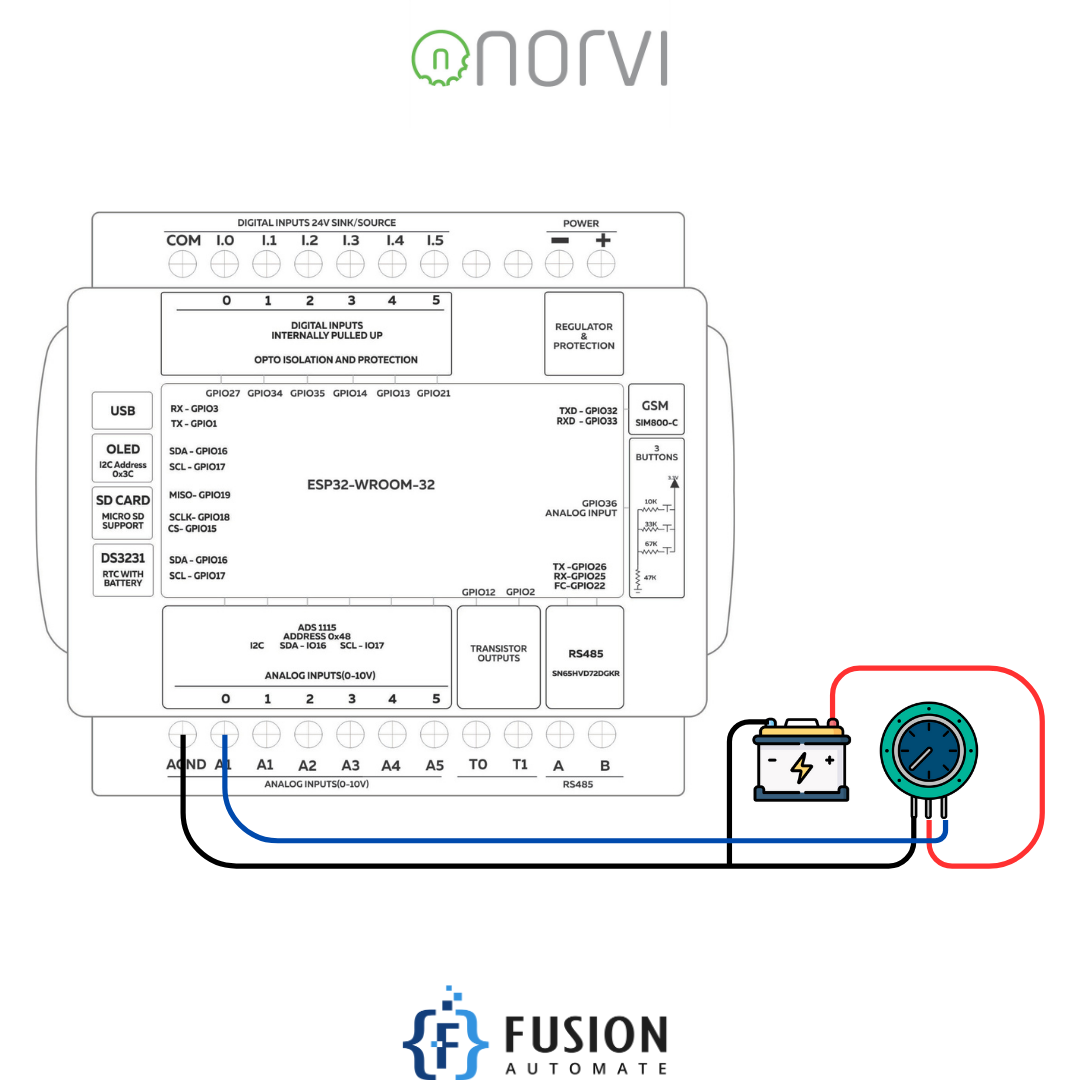 norvi
DIGITAL INPUTS 24V SINK/SOURCE
POWER
COM I.0 I.1 I.2 I.3 I.4 I.5
- +
0 1 2 3 4 5
DIGITAL INPUTS
INTERNALLY PULLED UP
OPTO ISOLATION AND PROTECTION
REGULATOR
&
PROTECTION
GPIO27 GPIO34 GPIO35 GPIO14 GPIO13 GPIO21
USB
RX - GPIO3
TX - GPIO1
TXD - GPIO32
RXD - GPIO33
GSM
SIM800-C
OLED
I2C Address
0x3C
SDA - GPIO16
SCL - GPIO17
3
BUTTONS
3.3V
10K
33K
67K
47K
ESP32-WROOM-32
SD CARD
MICRO SD
SUPPORT
MISO- GPIO19
SCLK- GPIO18
CS- GPIO15
GPIO36
ANALOG INPUT
DS3231
RTC WITH
BATTERY
SDA - GPIO16
SCL - GPIO17
TX -GPIO26
RX-GPIO25
FC-GPIO22
GPIO12 GPIO2
ADS 1115
ADDRESS 0x48
I2C SDA - IO16 SCL - IO17
ANALOG INPUTS(0-10V)
0 1 2 3 4 5
TRANSISTOR
OUTPUTS
RS485
SN65HVD72DGKR
AGND A1 A1 A2 A3 A4 A5 T0 T1 A B
ANALOG INPUTS(0-10V)
RS485
- +
{F}
FUSION
AUTOMATE